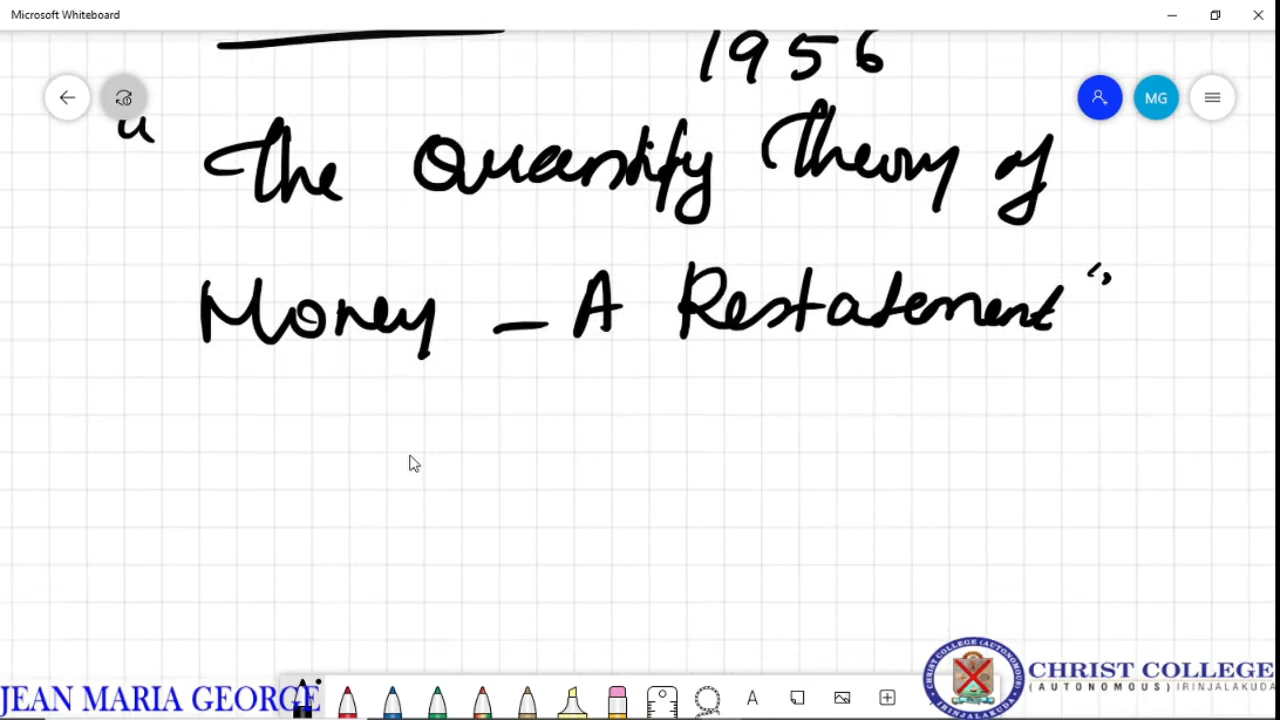 Microsoft Whiteboard
1956
MG
" The Quantity Theory of
Money - A Restatement "
A
JEAN MARIA GEORGE
CHRIST COLLEGE
(AUTONOMOUS) IRINJALAKUDA